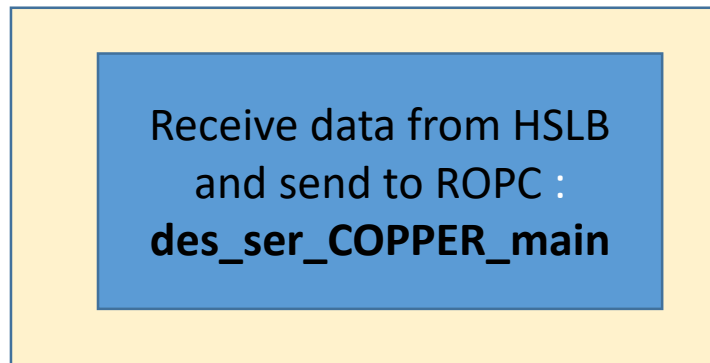 Receive data from HSLB
and send to ROPC :
des_ser_COPPER_main